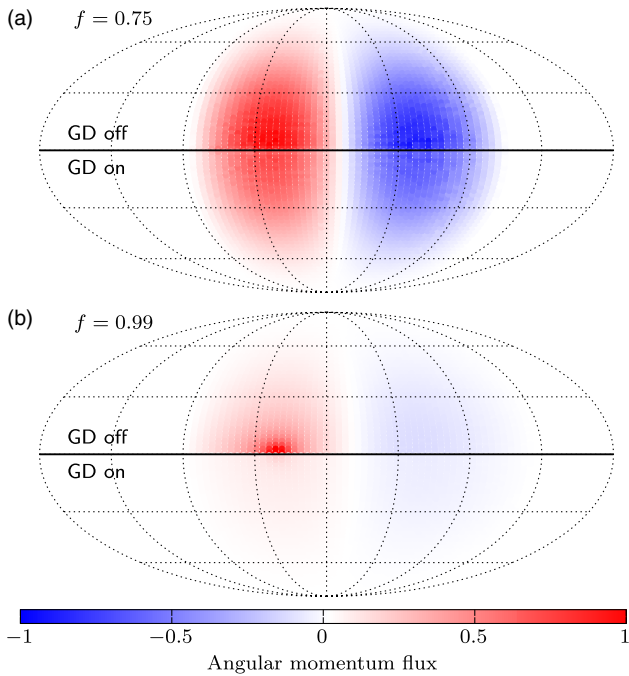 (a)
f = 0.75
GD off
GD on
(b)
f = 0.99
GD off
GD on
−1 −0.5 0 0.5 1
Angular momentum flux